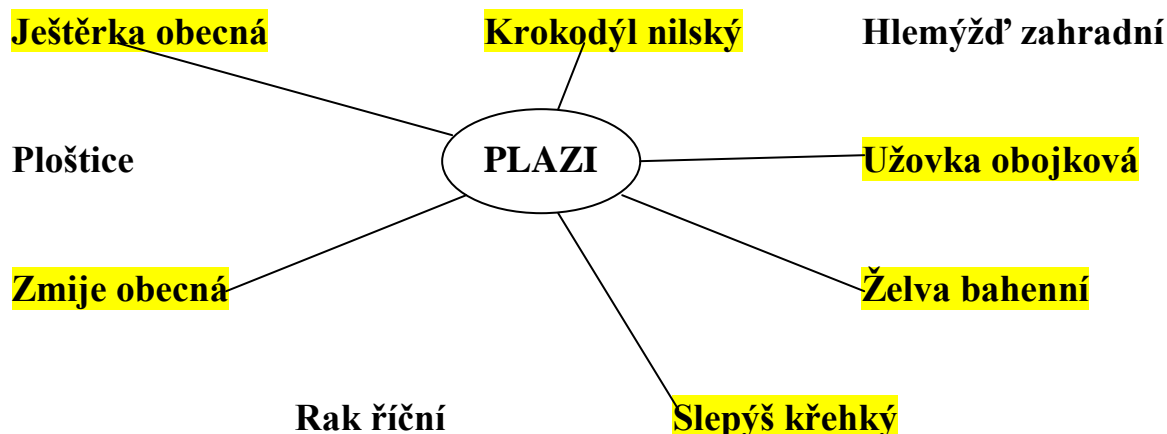 Ještěrka obecná
Krokodýl nilský
Hlemýžď zahradní
Ploštice
PLAZI
Užovka obojková
Zmije obecná
Želva bahenní
Rak říční
Slepýš křehký